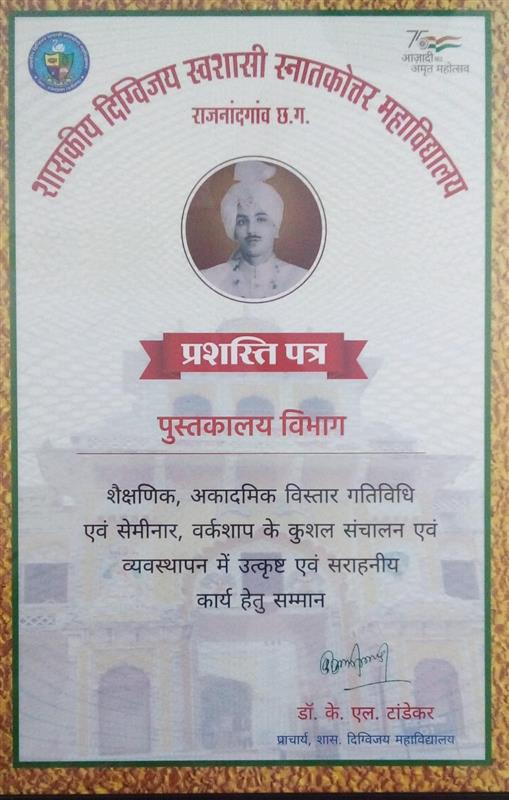 शासकीय दिग्विजय स्वशासी स्नातकोत्तर महाविद्यालय
राजनांदगांव छ.ग.
75
आज़ादी का
अमृत महोत्सव
प्रशस्ति पत्र
पुस्तकालय विभाग
शैक्षणिक, अकादमिक विस्तार गतिविधि
एवं सेमीनार, वर्कशाप के कुशल संचालन एवं
व्यवस्थापन में उत्कृष्ट एवं सराहनीय
कार्य हेतु सम्मान
डॉ. के. एल. टांडेकर
प्राचार्य, शास. दिग्विजय महाविद्यालय